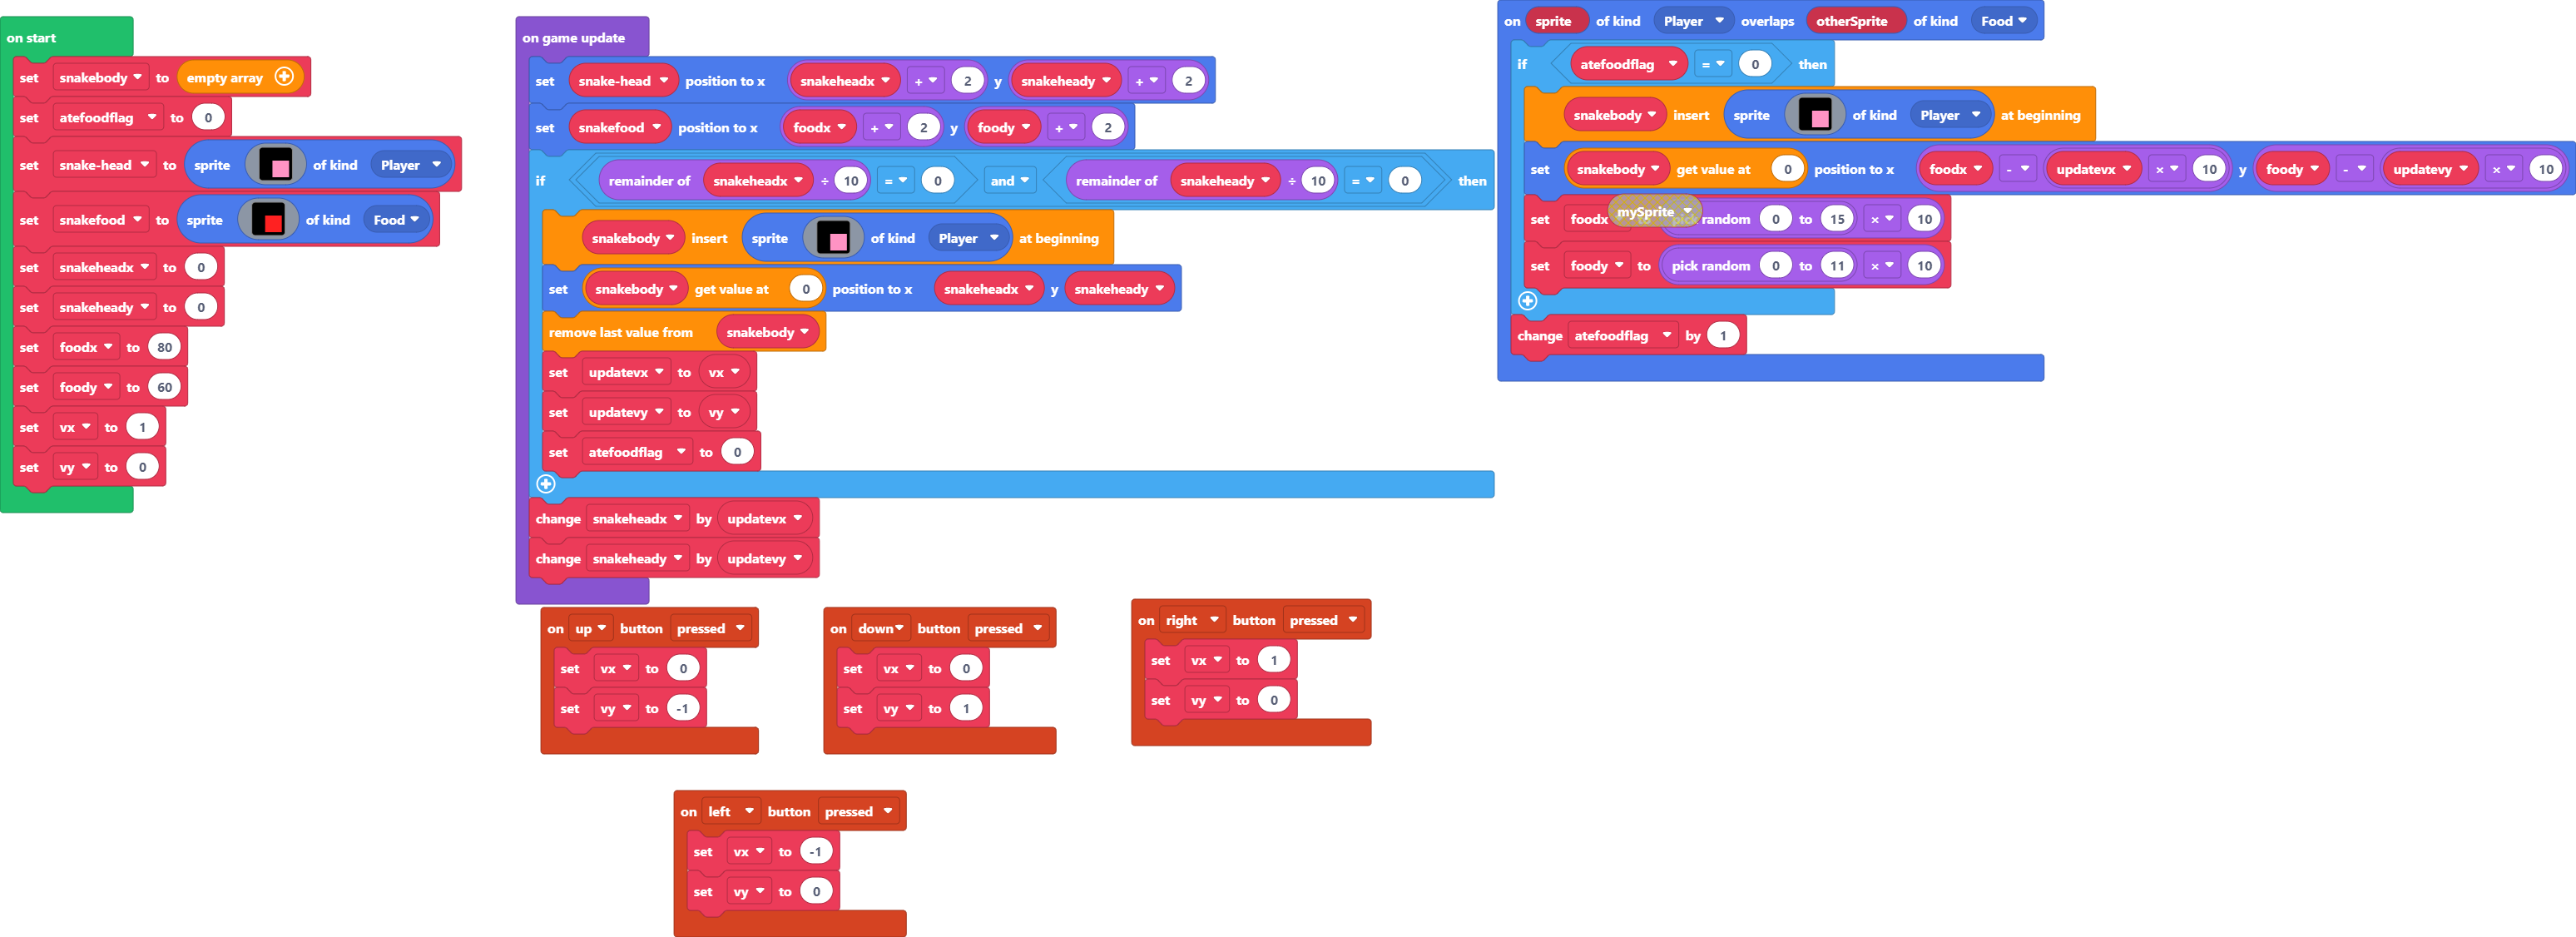 on start
set snakebody to empty array
set atefoodflag to 0
set snake-head to sprite of kind Player
set snakefood to sprite of kind Food
set snakeheadx to 0
set snakeheady to 0
set foodx to 80
set foody to 60
set vx to 1
set vy to 0
on game update
set snake-head position to x snakeheadx + 2 y snakeheady + 2
set snakefood position to x foodx + 2 y foody + 2
if remainder of snakeheadx ÷ 10 = 0 and remainder of snakeheady ÷ 10 = 0 then
snakebody insert sprite of kind Player at beginning
set snakebody get value at 0 position to x snakeheadx y snakeheady
remove last value from snakebody
set updatevx to vx
set updatevy to vy
set atefoodflag to 0
change snakeheadx by updatevx
change snakeheady by updatevy
on sprite of kind Player overlaps otherSprite of kind Food
if atefoodflag = 0 then
snakebody insert sprite of kind Player at beginning
set snakebody get value at 0 position to x foodx - updatevx × 10 y foody - updatevy × 10
set foodx mySprite random 0 to 15 × 10
set foody to pick random 0 to 11 × 10
change atefoodflag by 1
on up button pressed
set vx to 0
set vy to -1
on down button pressed
set vx to 0
set vy to 1
on right button pressed
set vx to 1
set vy to 0
on left button pressed
set vx to -1
set vy to 0